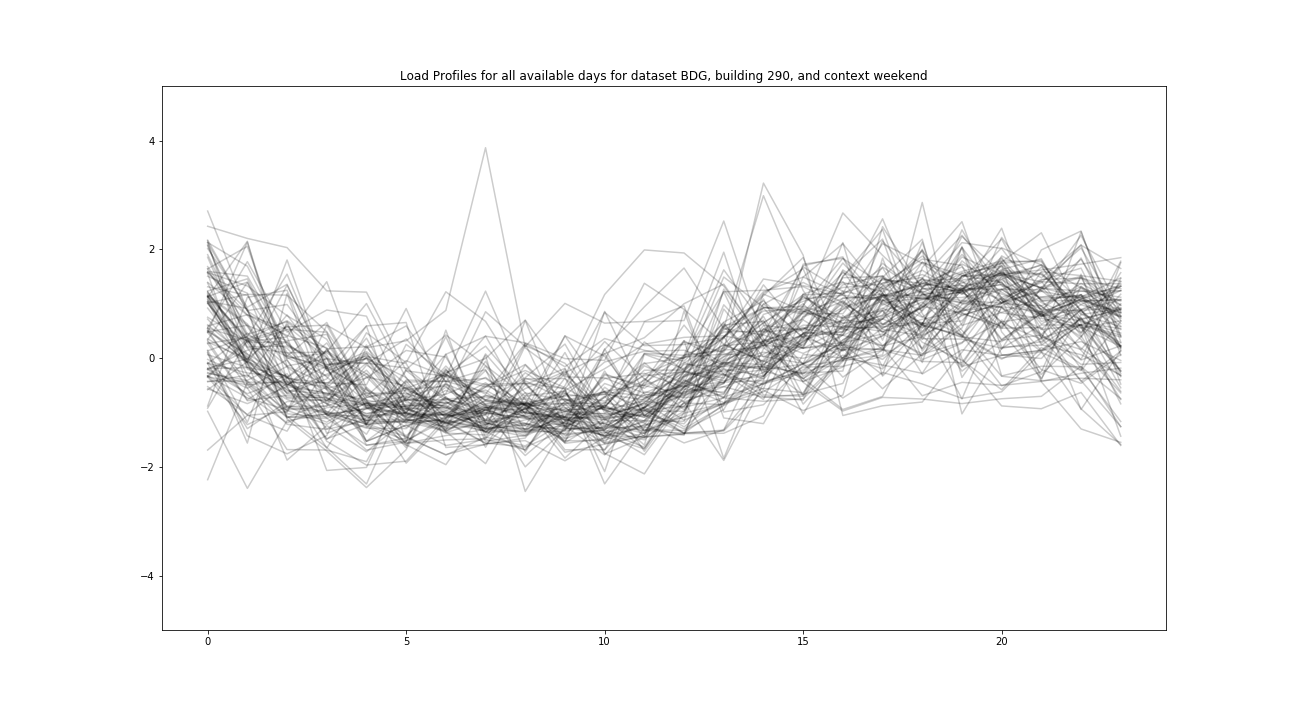 Load Profiles for all available days for dataset BDG, building 290, and context weekend
4
2
0
−2
−4
0 5 10 15 20